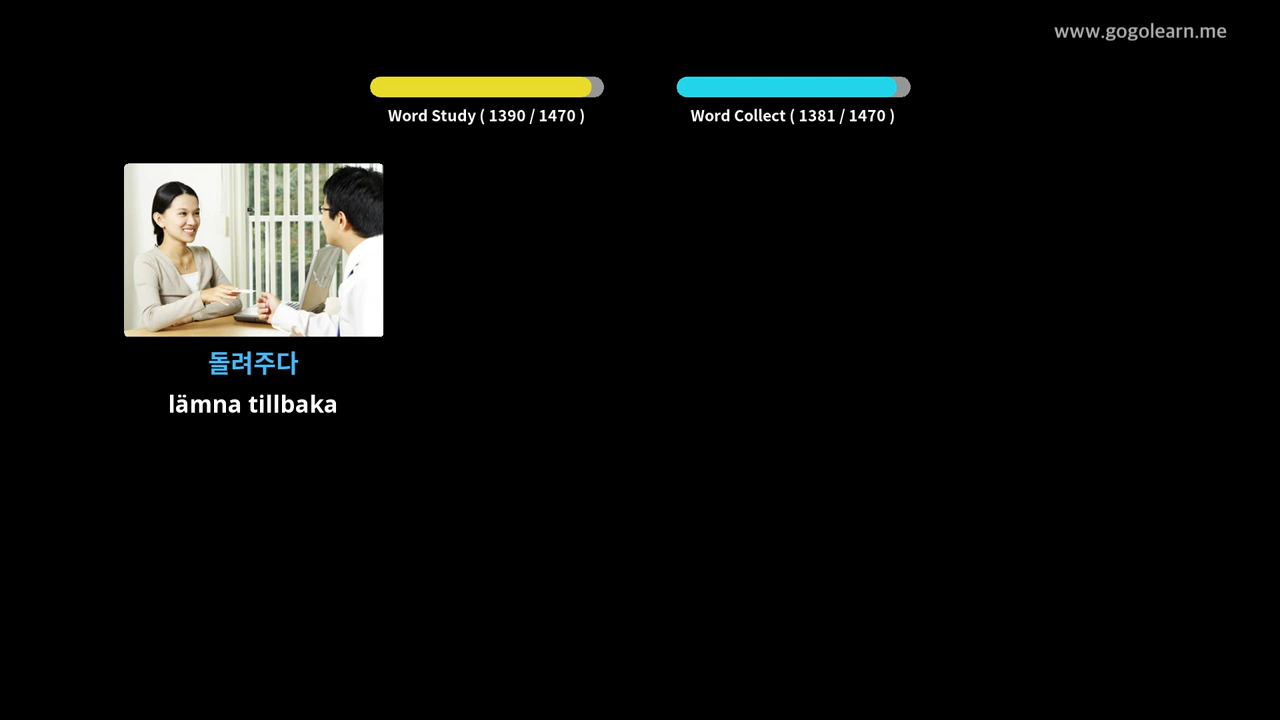 www.gogolearn.me
Word Study ( 1390 / 1470 )
Word Collect ( 1381 / 1470 )
돌려주다
lämna tillbaka